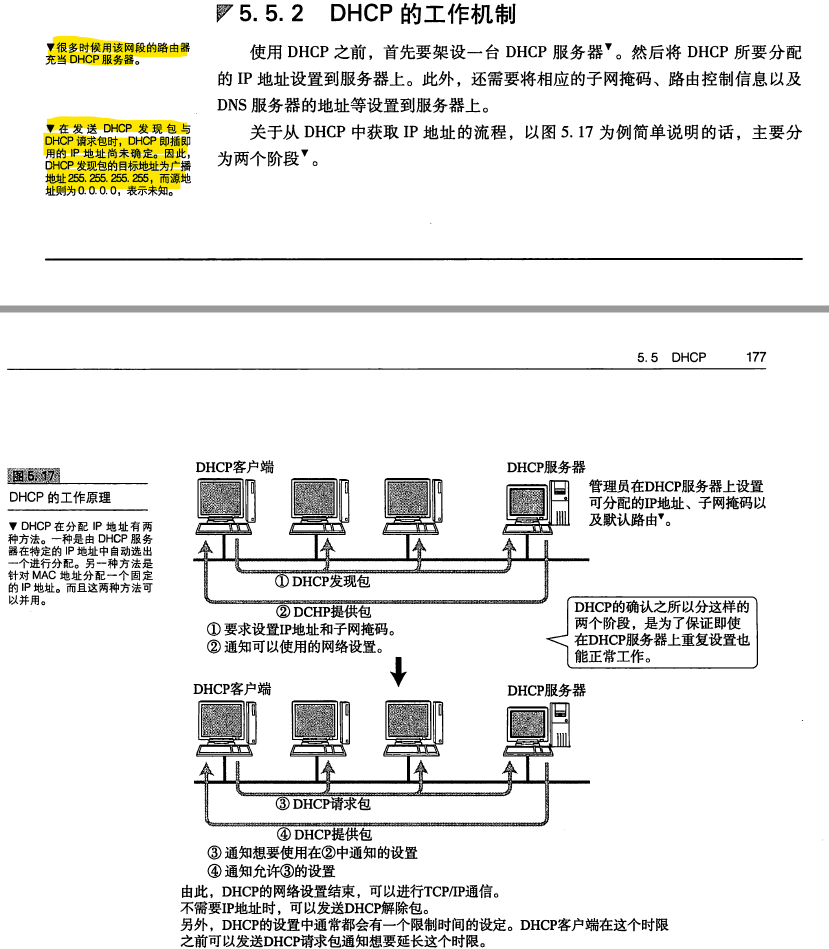 5.5.2 DHCP 的工作机制
▼很多时候用该网段的路由器
充当 DHCP 服务器。
使用 DHCP 之前，首先要架设一台 DHCP 服务器▼。然后将 DHCP 所要分配
的 IP 地址设置到服务器上。此外，还需要将相应的子网掩码、路由控制信息以及
DNS 服务器的地址等设置到服务器上。
▼在发送 DHCP 发现包与
DHCP 请求包时，DHCP 即插即
用的 IP 地址尚未确定。因此，
DHCP 发现包的目标地址为广播
地址 255.255.255.255，而源地
址则为 0.0.0.0，表示未知。
关于从 DHCP 中获取 IP 地址的流程，以图 5.17 为例简单说明的话，主要分
为两个阶段▼。
5.5 DHCP 177
图 5.17
DHCP 的工作原理
▼DHCP 在分配 IP 地址有两
种方法。一种是由 DHCP 服务
器在特定的 IP 地址中自动选出
一个进行分配。另一种方法是
针对 MAC 地址分配一个固定
的 IP 地址。而且这两种方法可
以并用。
DHCP客户端
DHCP服务器
管理员在DHCP服务器上设置
可分配的IP地址、子网掩码以
及默认路由▼。
① DHCP发现包
② DCHP提供包
① 要求设置IP地址和子网掩码。
② 通知可以使用的网络设置。
DHCP的确认之所以分这样的
两个阶段，是为了保证即使
在DHCP服务器上重复设置也
能正常工作。
DHCP客户端
DHCP服务器
③ DHCP请求包
④ DHCP提供包
③ 通知想要使用在②中通知的设置
④ 通知允许③的设置
由此，DHCP的网络设置结束，可以进行TCP/IP通信。
不需要IP地址时，可以发送DHCP解除包。
另外，DHCP的设置中通常都会有一个限制时间的设定。DHCP客户端在这个时限
之前可以发送DHCP请求包通知想要延长这个时限。